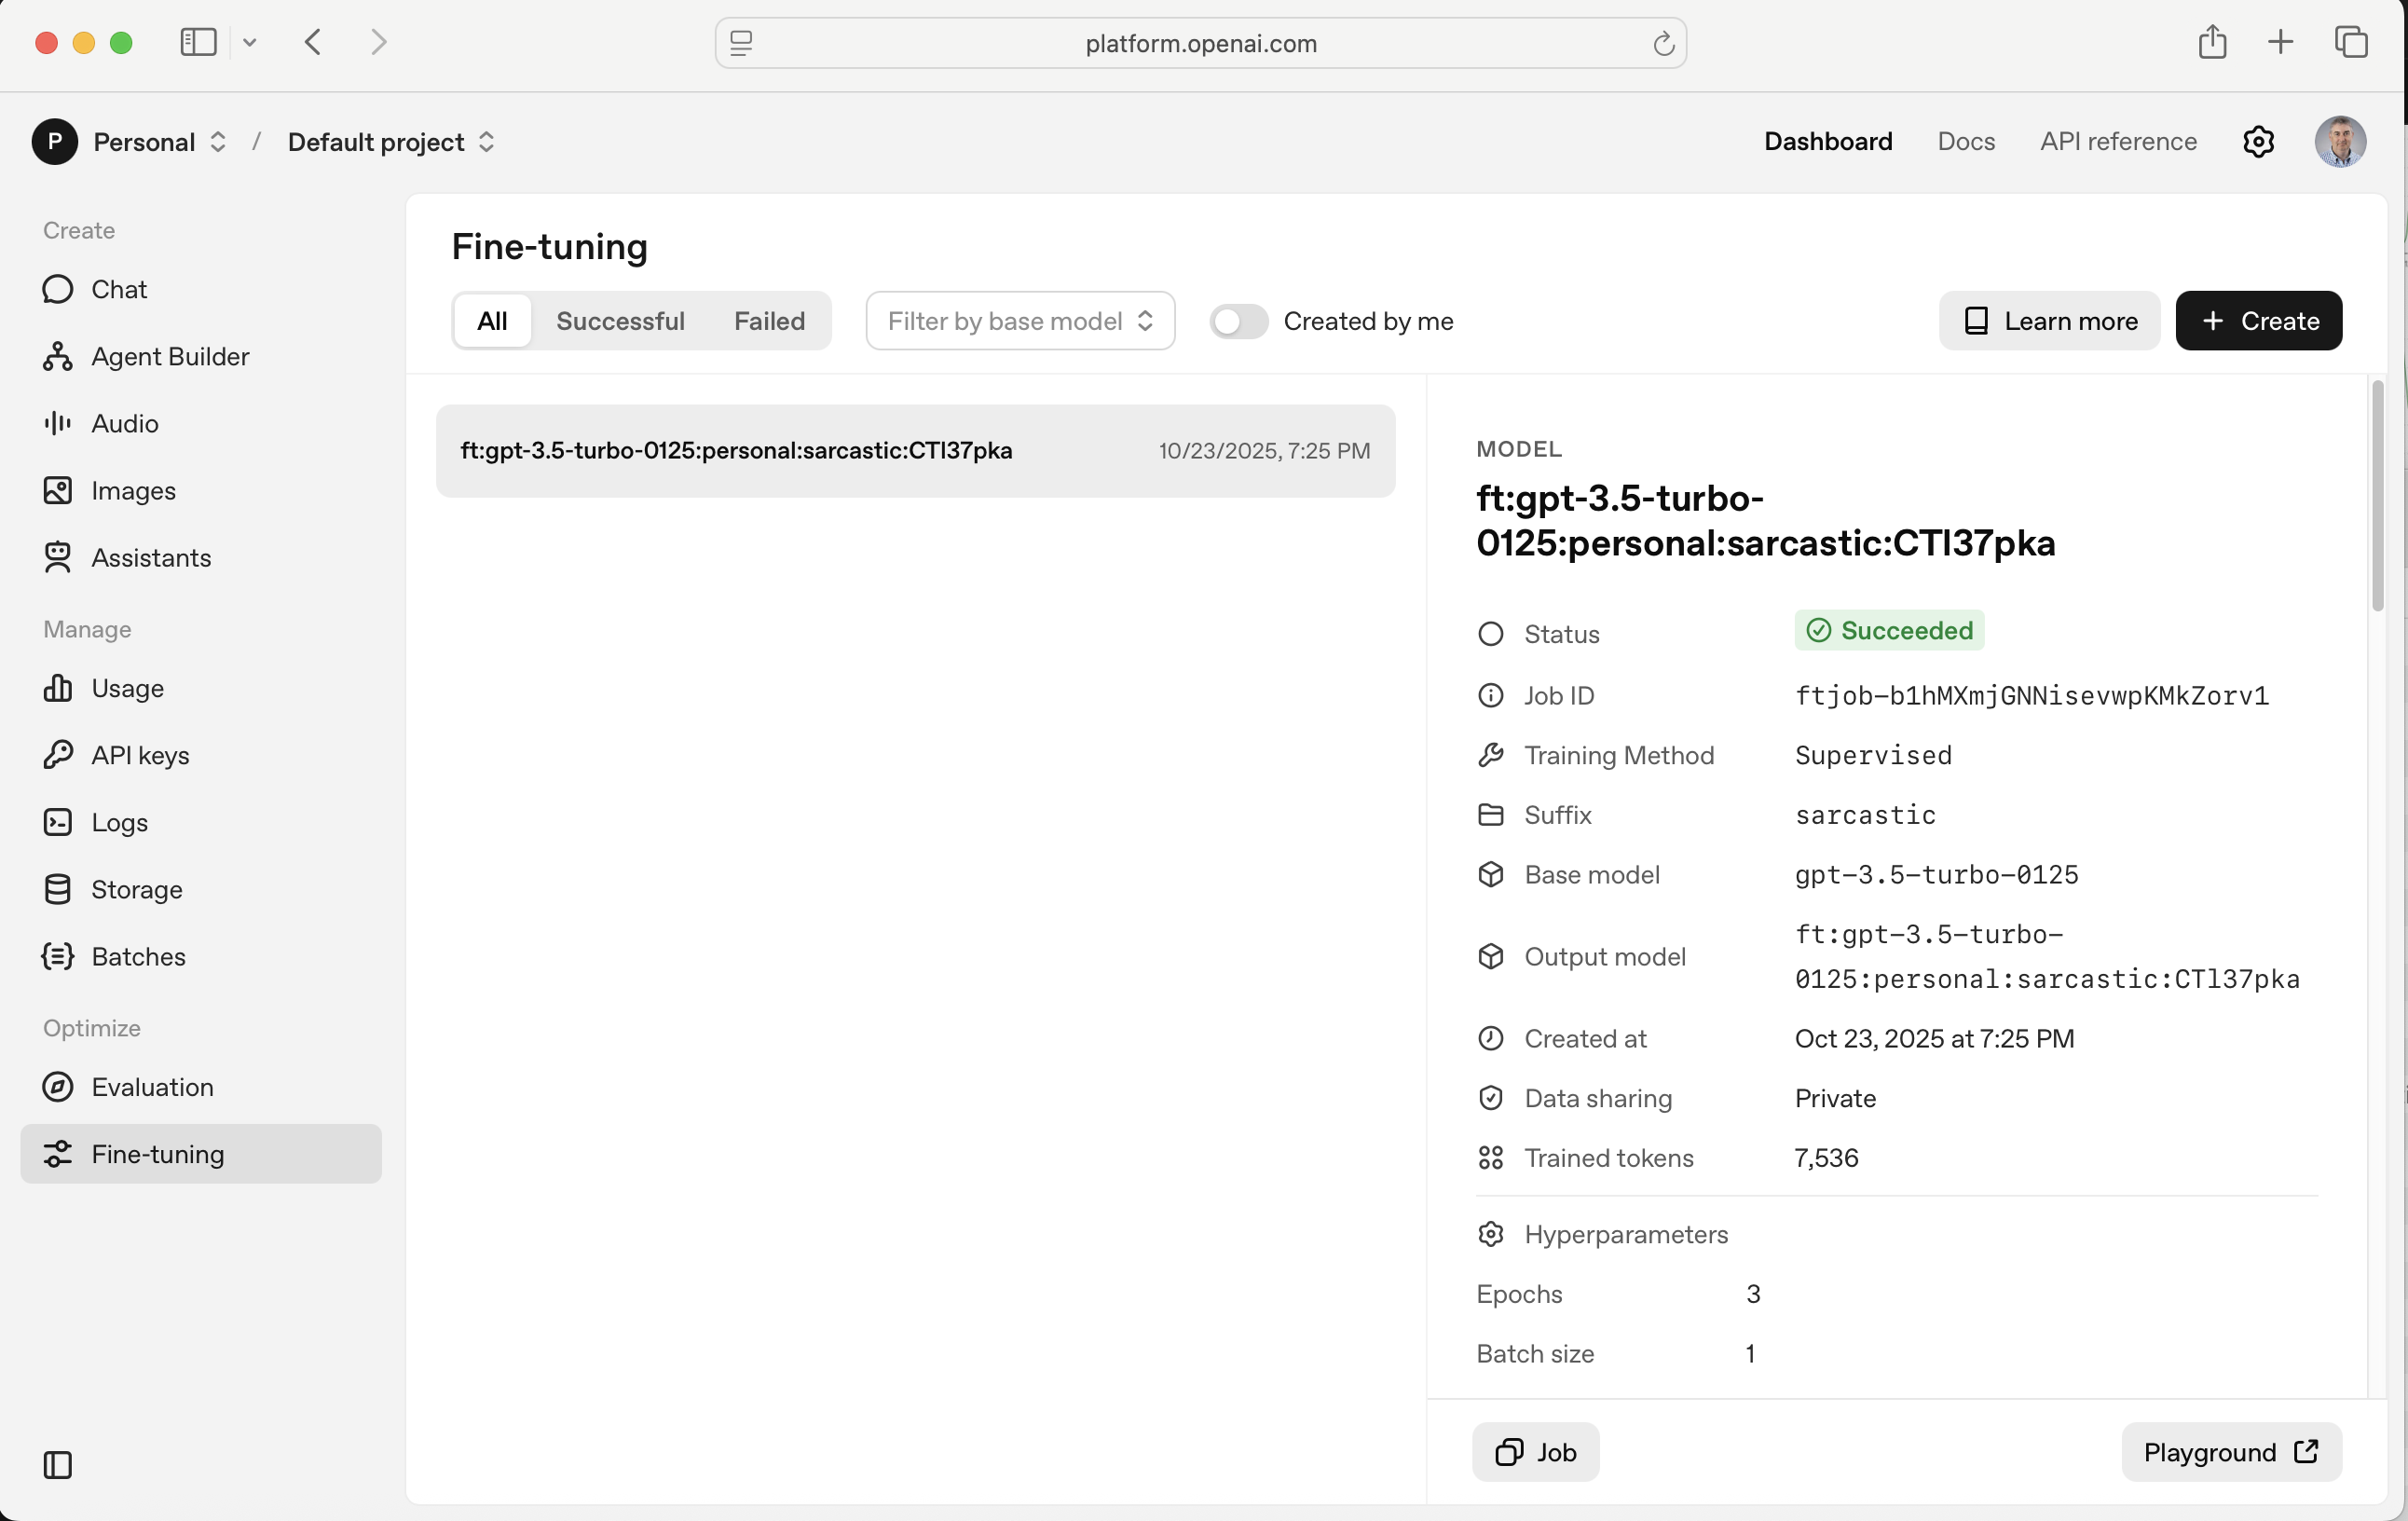 platform.openai.com
P Personal / Default project
Dashboard Docs API reference
Create
Chat
Agent Builder
Audio
Images
Assistants
Manage
Usage
API keys
Logs
Storage
Batches
Optimize
Evaluation
Fine-tuning
Fine-tuning
All Successful Failed Filter by base model Created by me Learn more + Create
ft:gpt-3.5-turbo-0125:personal:sarcastic:CTl37pka 10/23/2025, 7:25 PM
MODEL
ft:gpt-3.5-turbo-
0125:personal:sarcastic:CTl37pka
Status Succeeded
Job ID ftjob-b1hMXmjGNNisevwpKMkZorv1
Training Method Supervised
Suffix sarcastic
Base model gpt-3.5-turbo-0125
Output model ft:gpt-3.5-turbo-
0125:personal:sarcastic:CTl37pka
Created at Oct 23, 2025 at 7:25 PM
Data sharing Private
Trained tokens 7,536
Hyperparameters
Epochs 3
Batch size 1
Job Playground